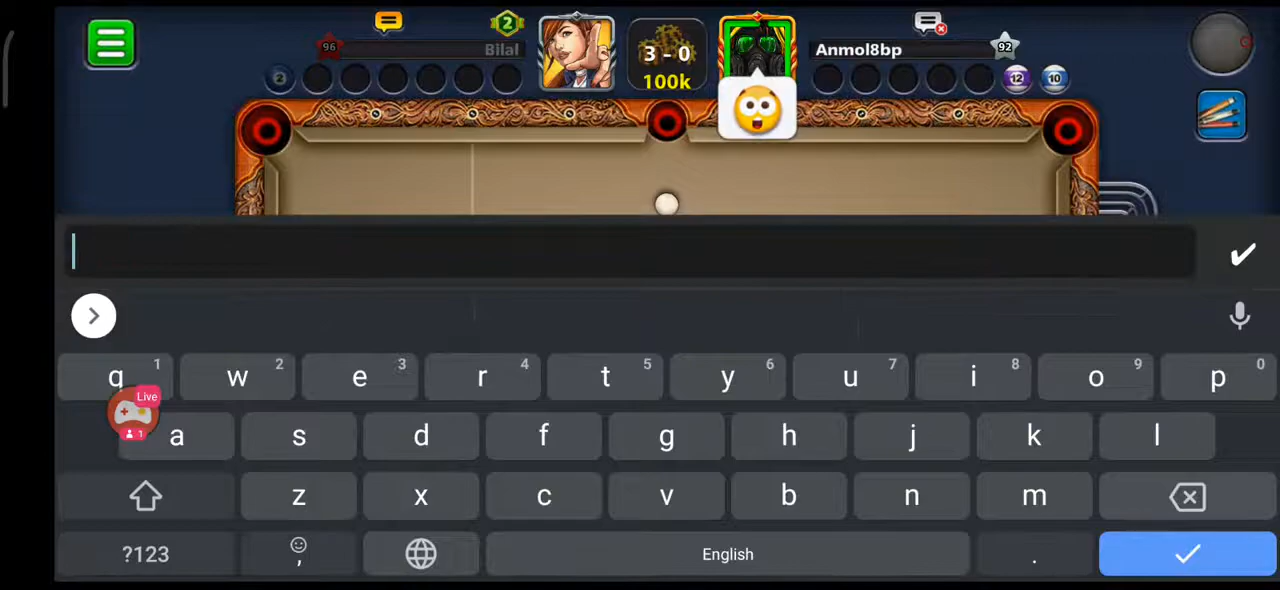 2
96
Bilal
3 - 0
100k
Anmol8bp
92
2
12
10
q 1 w 2 e 3 r 4 t 5 y 6 u 7 i 8 o 9 p 0
Live
1
a s d f g h j k l
z x c v b n m
?123 , English .